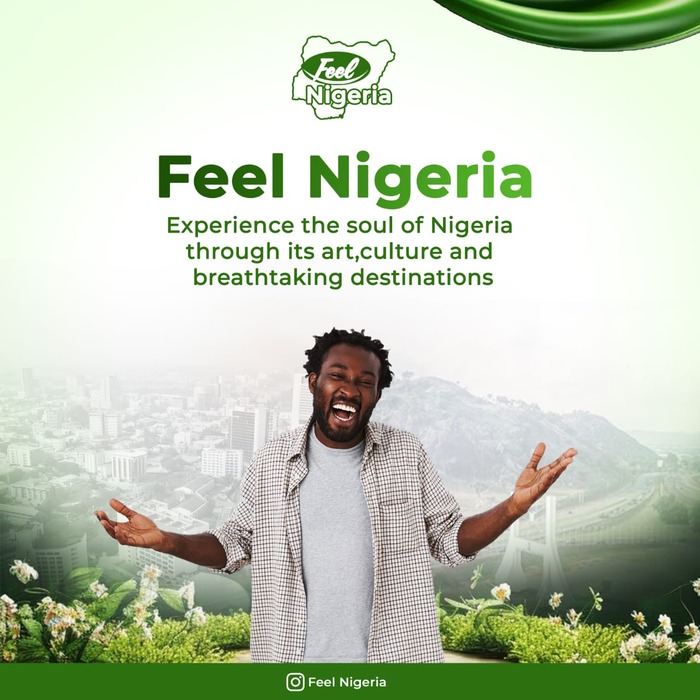 Feel
Nigeria
Feel Nigeria
Experience the soul of Nigeria
through its art,culture and
breathtaking destinations
Feel Nigeria